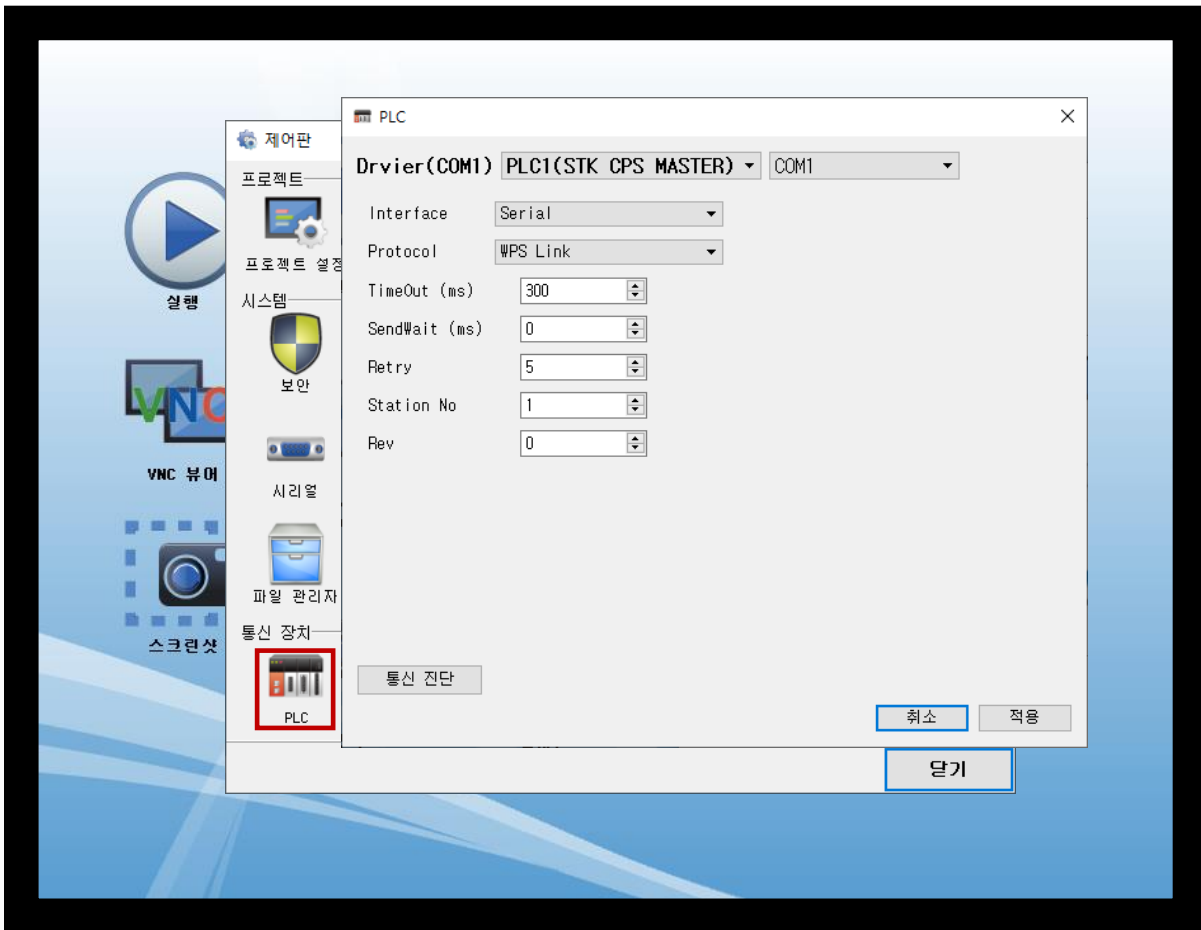 PLC
제어판
Drvier(COM1) PLC1(STK CPS MASTER) COM1
프로젝트
Interface Serial
Protocol WPS Link
프로젝트 설정
TimeOut (ms) 300
실행
시스템
SendWait (ms) 0
Retry 5
보안
Station No 1
Rev 0
VNC
VNC 뷰어
시리얼
파일 관리자
통신 장치
스크린샷
통신 진단
PLC
취소 적용
닫기